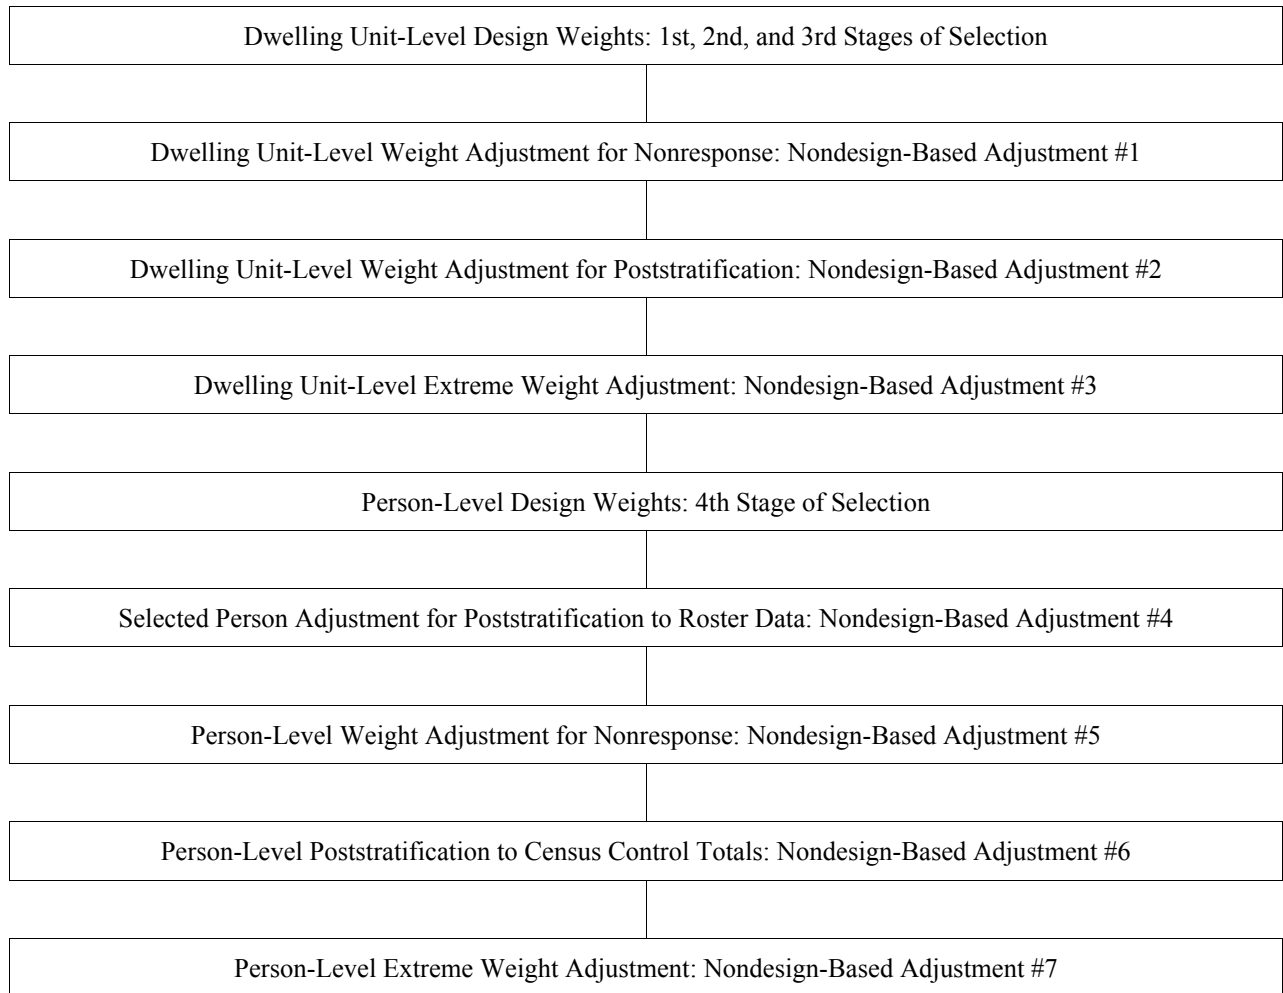 Dwelling Unit-Level Design Weights: 1st, 2nd, and 3rd Stages of Selection
Dwelling Unit-Level Weight Adjustment for Nonresponse: Nondesign-Based Adjustment #1
Dwelling Unit-Level Weight Adjustment for Poststratification: Nondesign-Based Adjustment #2
Dwelling Unit-Level Extreme Weight Adjustment: Nondesign-Based Adjustment #3
Person-Level Design Weights: 4th Stage of Selection
Selected Person Adjustment for Poststratification to Roster Data: Nondesign-Based Adjustment #4
Person-Level Weight Adjustment for Nonresponse: Nondesign-Based Adjustment #5
Person-Level Poststratification to Census Control Totals: Nondesign-Based Adjustment #6
Person-Level Extreme Weight Adjustment: Nondesign-Based Adjustment #7